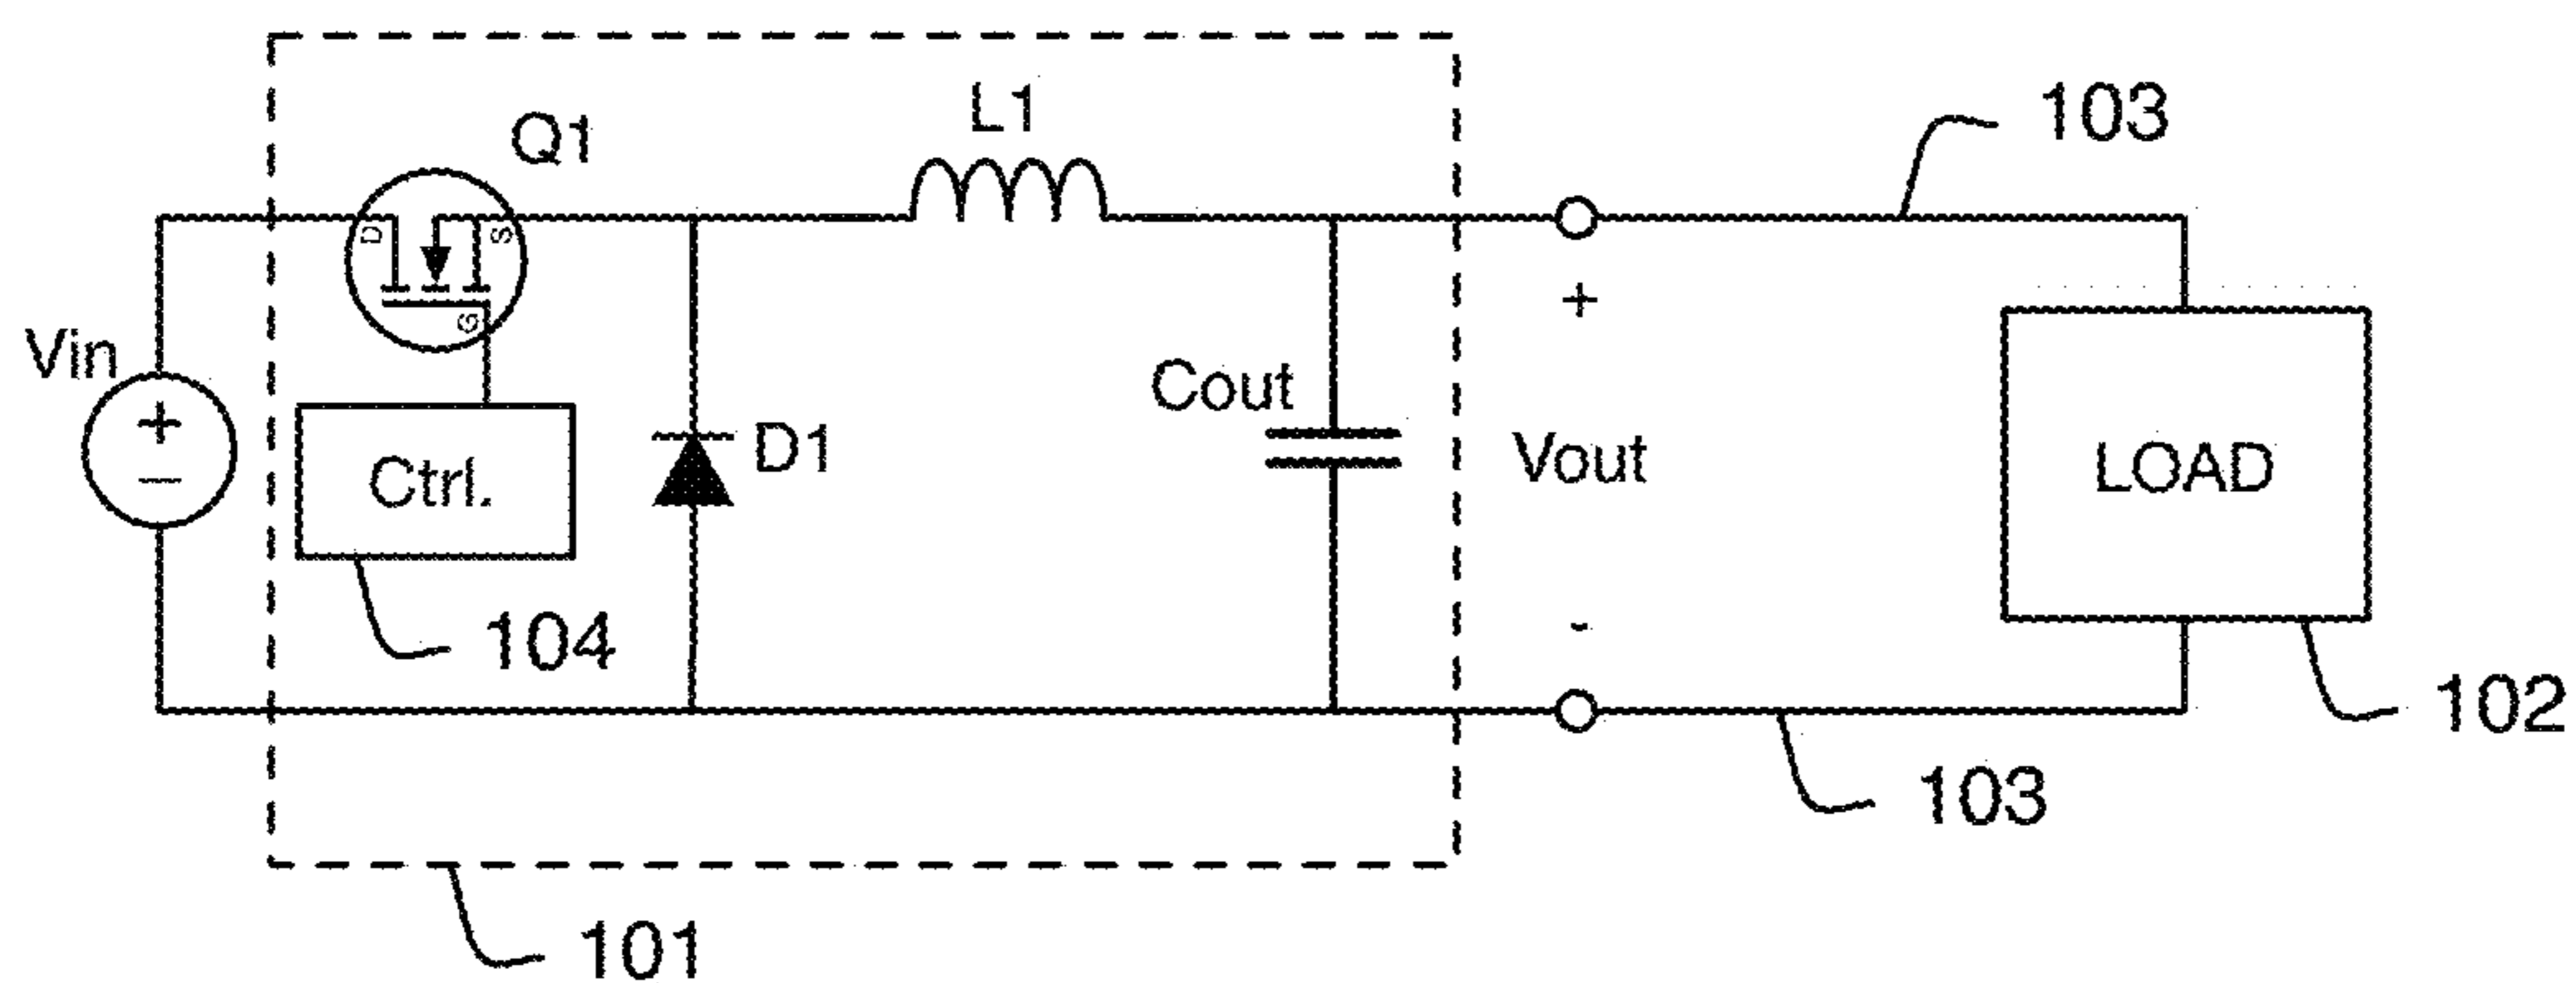 L1
103
Q1
D
S
G
+
Vin
Cout
+
−
Ctrl.
D1
Vout
LOAD
104
-
102
103
101